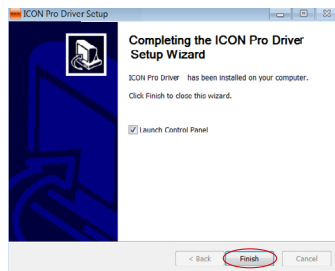 ICON Pro Driver Setup
Completing the ICON Pro Driver
Setup Wizard
ICON Pro Driver has been installed on your computer.
Click Finish to close this wizard.
Launch Control Panel
< Back
Finish
Cancel